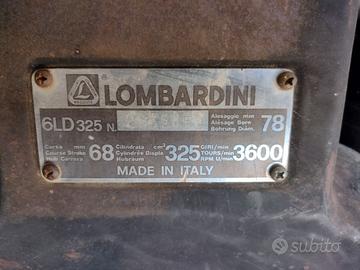 LOMBARDINI
6LD 325 N.
Alesaggio mm
Alésage Bore
Bohrung Diam.
78
Corsa mm
Course Stroke
Hub Carrera
68
Cilindrata cm³
Cylindrée Displa.
Hubraum
325
GIRI/min
TOURS/min
RPM U/min
3600
MADE IN ITALY
subito